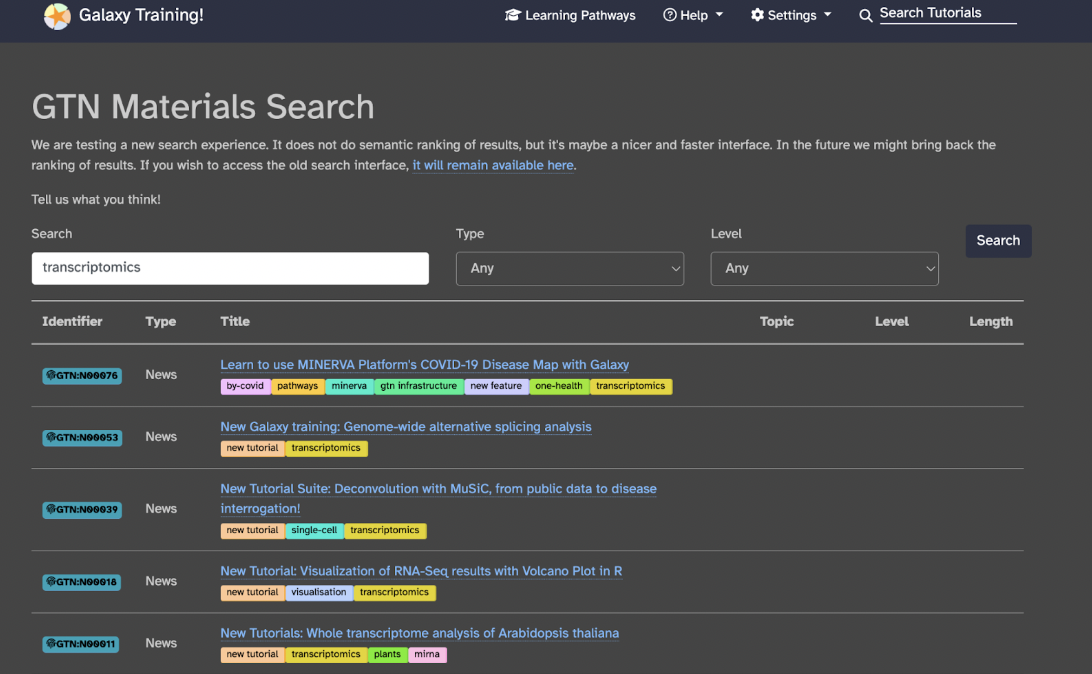 Galaxy Training!
Learning Pathways Help Settings Search Tutorials
GTN Materials Search
We are testing a new search experience. It does not do semantic ranking of results, but it's maybe a nicer and faster interface. In the future we might bring back the
ranking of results. If you wish to access the old search interface, it will remain available here.
Tell us what you think!
Search Type Level
transcriptomics Any Any Search
Identifier Type Title Topic Level Length
GTN:N00076 News Learn to use MINERVA Platform's COVID-19 Disease Map with Galaxy
by-covid pathways minerva gtn infrastructure new feature one-health transcriptomics
GTN:N00053 News New Galaxy training: Genome-wide alternative splicing analysis
new tutorial transcriptomics
GTN:N00039 News New Tutorial Suite: Deconvolution with MuSiC, from public data to disease
interrogation!
new tutorial single-cell transcriptomics
GTN:N00018 News New Tutorial: Visualization of RNA-Seq results with Volcano Plot in R
new tutorial visualisation transcriptomics
GTN:N00011 News New Tutorials: Whole transcriptome analysis of Arabidopsis thaliana
new tutorial transcriptomics plants mirna